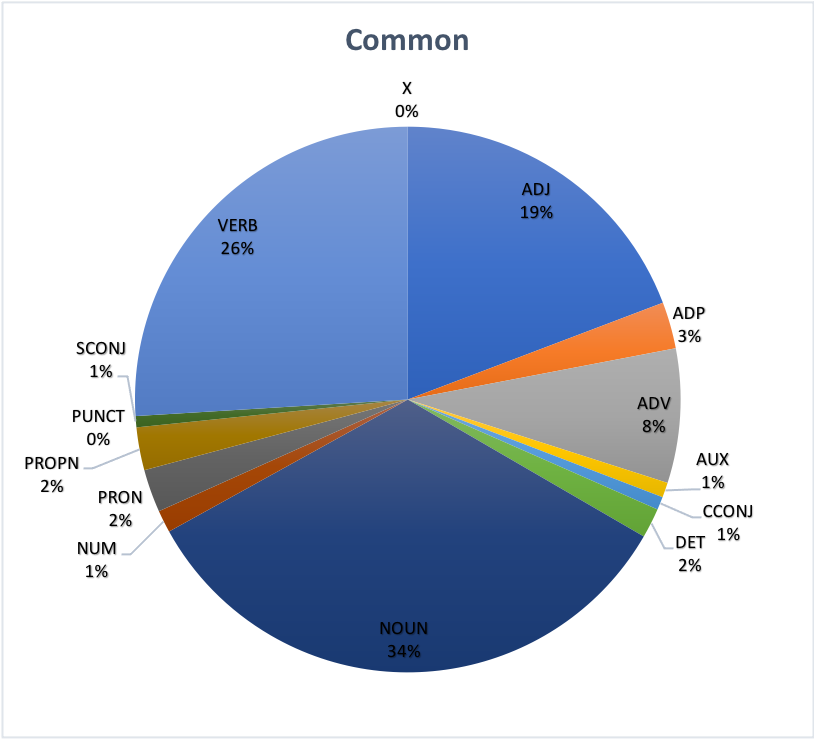 Common
X
0%
ADJ
19%
ADP
3%
ADV
8%
AUX
1%
CCONJ
1%
DET
2%
NOUN
34%
NUM
1%
PRON
2%
PROPN
2%
PUNCT
0%
SCONJ
1%
VERB
26%